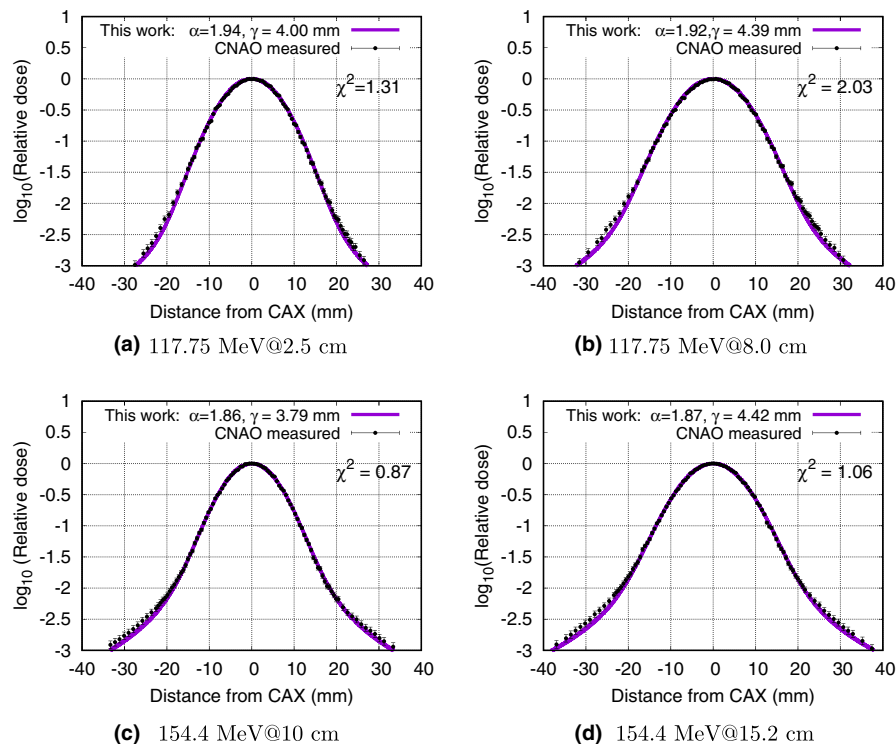 This work: α=1.94, γ = 4.00 mm
CNAO measured
χ²=1.31
1
0.5
0
-0.5
-1
-1.5
-2
-2.5
-3
log₁₀(Relative dose)
-40 -30 -20 -10 0 10 20 30 40
Distance from CAX (mm)
(a) 117.75 MeV@2.5 cm
This work: α=1.92,γ = 4.39 mm
CNAO measured
χ² = 2.03
1
0.5
0
-0.5
-1
-1.5
-2
-2.5
-3
log₁₀(Relative dose)
-40 -30 -20 -10 0 10 20 30 40
Distance from CAX (mm)
(b) 117.75 MeV@8.0 cm
This work: α=1.86, γ = 3.79 mm
CNAO measured
χ² = 0.87
1
0.5
0
-0.5
-1
-1.5
-2
-2.5
-3
log₁₀ (Relative dose)
-40 -30 -20 -10 0 10 20 30 40
Distance from CAX (mm)
(c) 154.4 MeV@10 cm
This work: α=1.87, γ = 4.42 mm
CNAO measured
χ² = 1.06
1
0.5
0
-0.5
-1
-1.5
-2
-2.5
-3
log₁₀(Relative dose)
-40 -30 -20 -10 0 10 20 30 40
Distance from CAX (mm)
(d) 154.4 MeV@15.2 cm